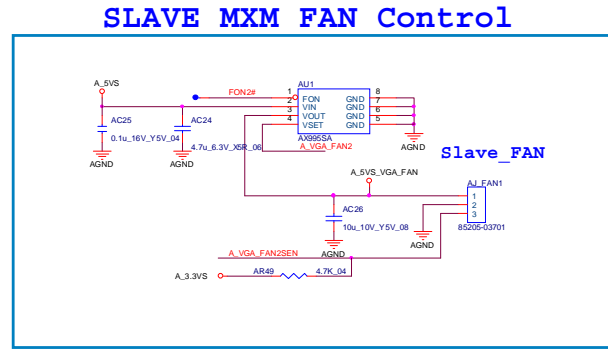 SLAVE MXM FAN Control
A_5VS
FON2#
AU1
1 FON GND 8
2 VIN GND 7
3 VOUT GND 6
4 VSET GND 5
AX995SA
AC25
0.1u_16V_Y5V_04
AC24
4.7u_6.3V_X5R_06
A_VGA_FAN2
AGND
AGND
AGND
Slave_FAN
A_5VS_VGA_FAN
AJ_FAN1
1
2
3
85205-03701
AC26
10u_10V_Y5V_08
AGND
A_VGA_FAN2SEN
A_3.3VS
AR49
4.7K_04